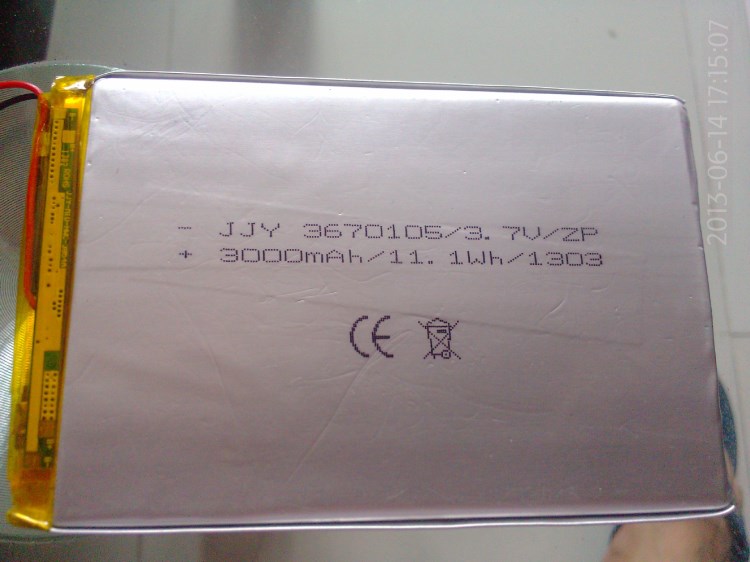 - JJY 3670105/3.7V/ZP
+ 3000mAh/11.1Wh/1303
CE
2013-06-14 17:15:07